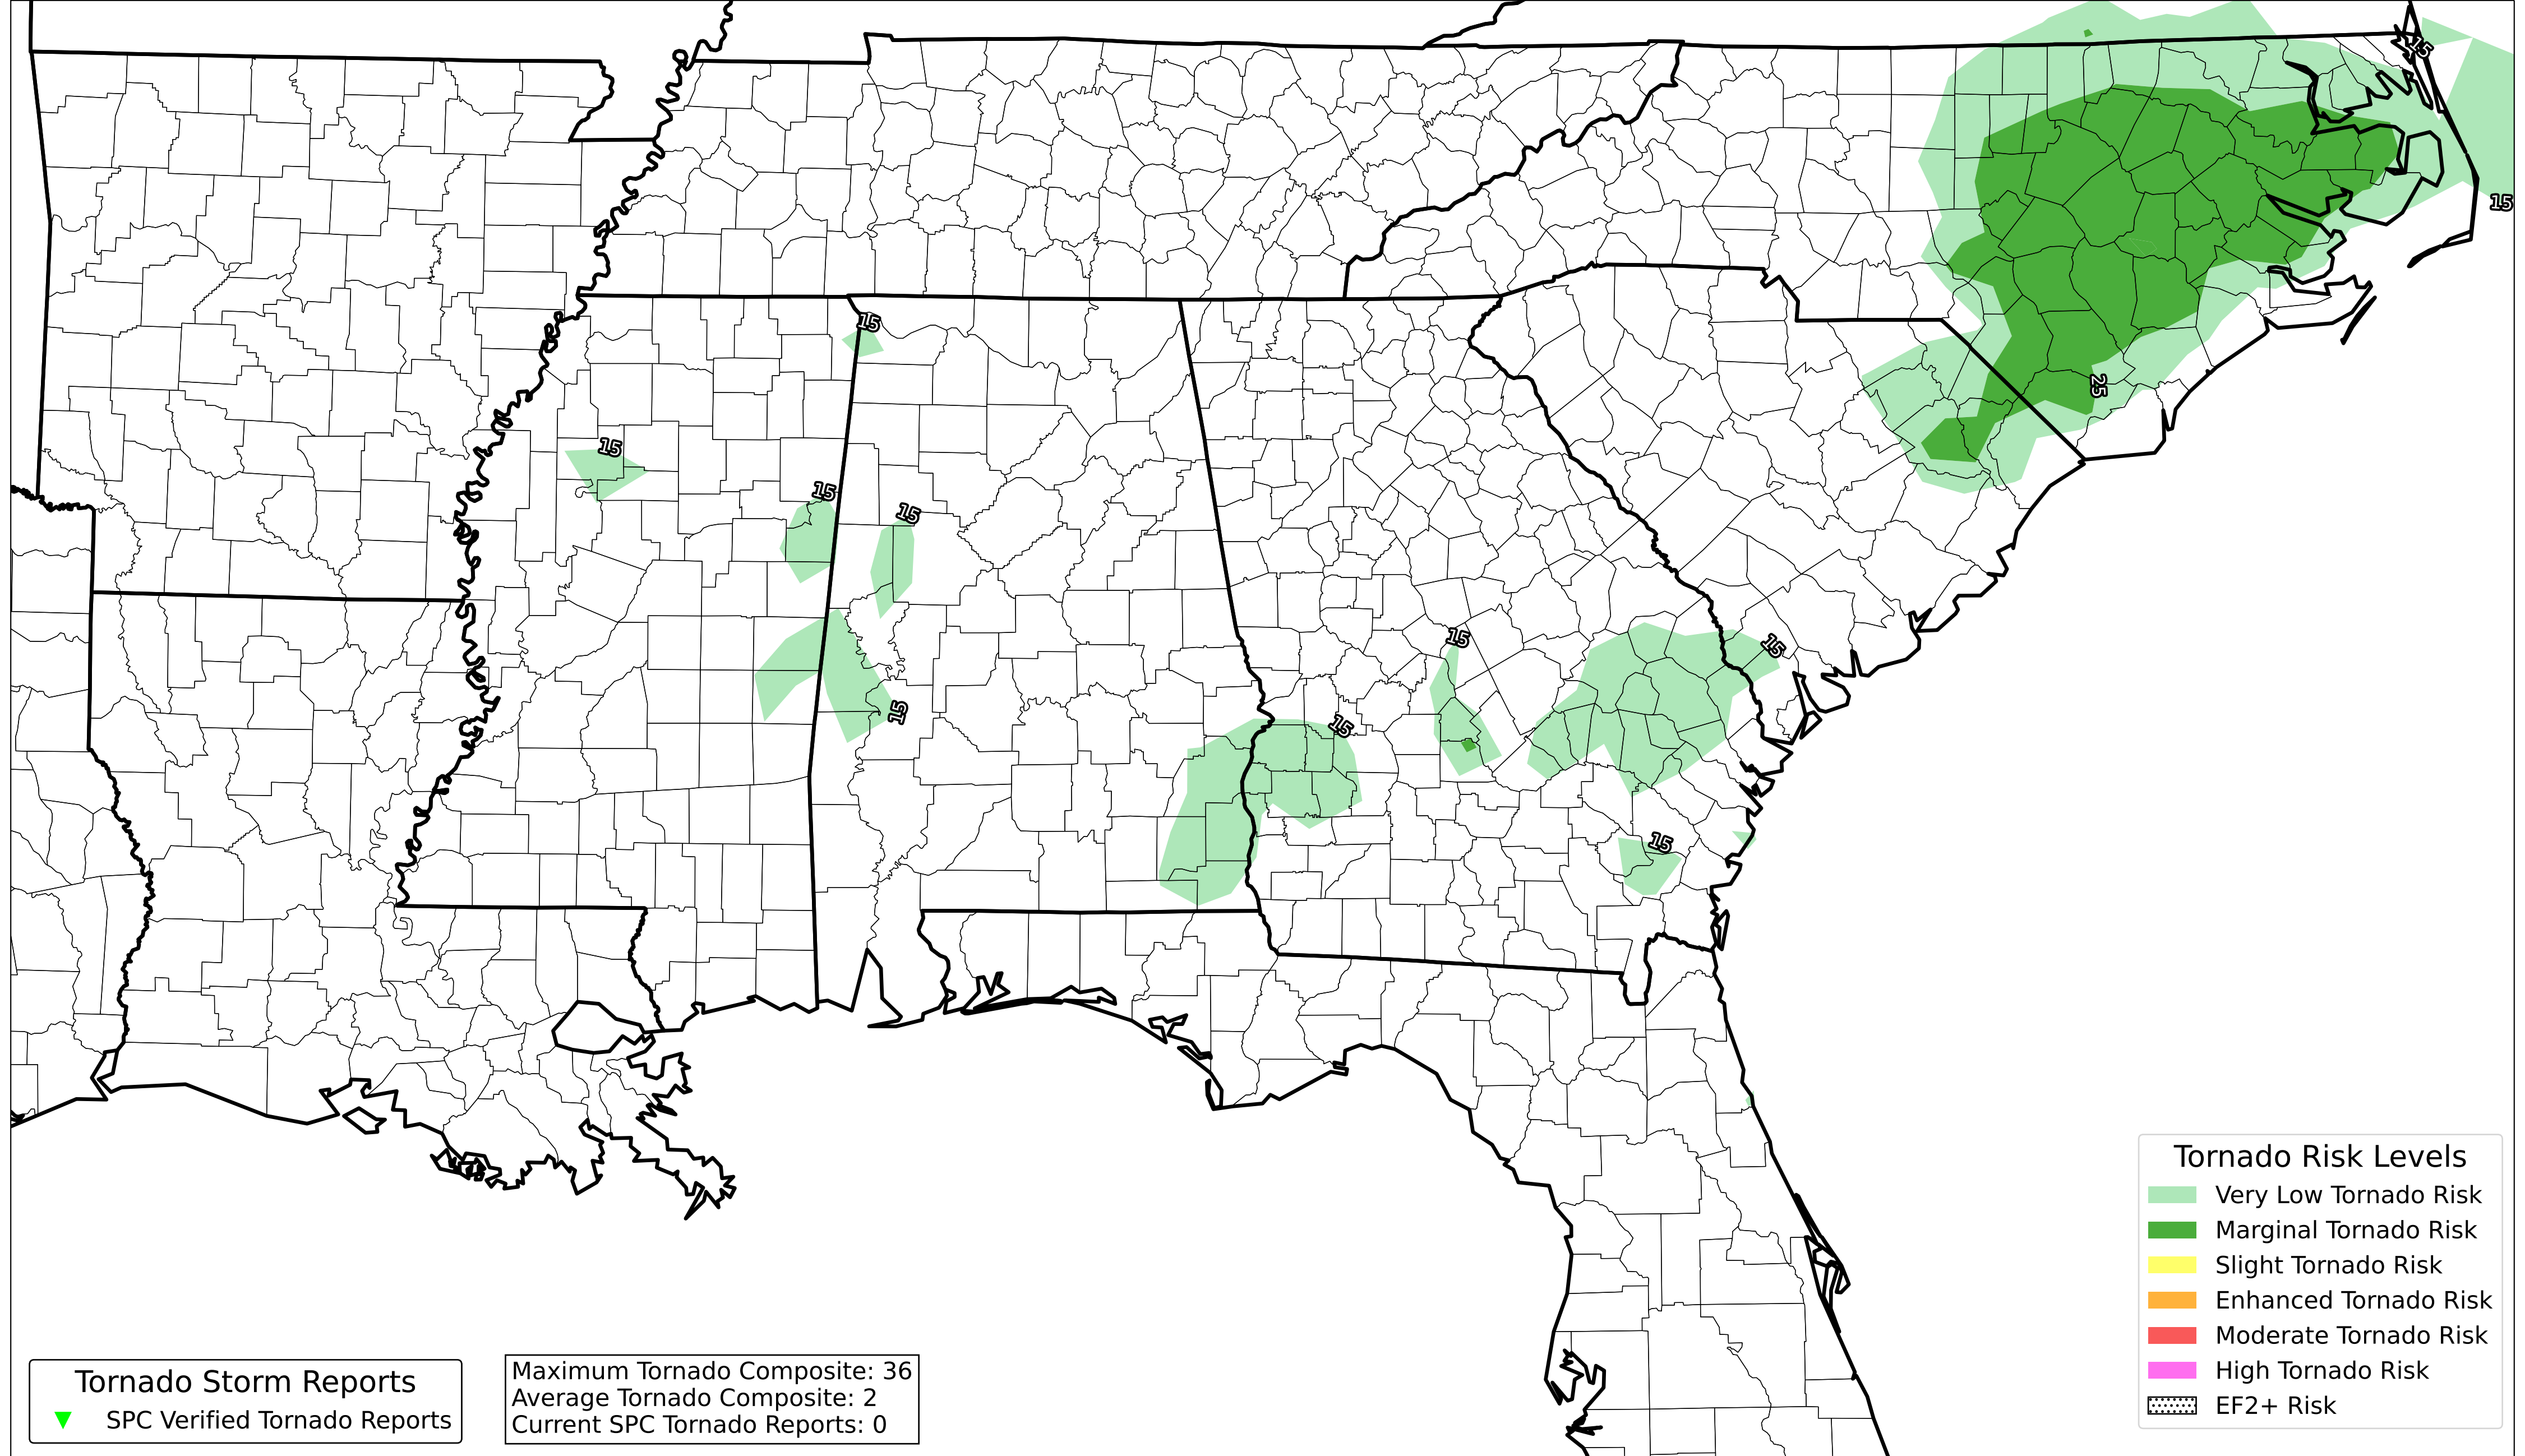 15
15
15
25
15
15
15
15
15
15
15
15
15
Tornado Risk Levels
Very Low Tornado Risk
Marginal Tornado Risk
Slight Tornado Risk
Enhanced Tornado Risk
Moderate Tornado Risk
High Tornado Risk
EF2+ Risk
Tornado Storm Reports
SPC Verified Tornado Reports
Maximum Tornado Composite: 36
Average Tornado Composite: 2
Current SPC Tornado Reports: 0